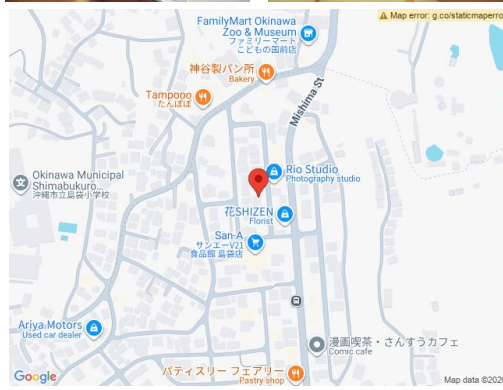 Map error: g.co/staticmaperro
FamilyMart Okinawa
Zoo & Museum
ファミリーマート
こどもの国前店
神谷製パン所
Bakery
Tampopo
たんぽぽ
Mishima St
Okinawa Municipal
Shimabukuro...
沖縄市立島袋小学校
Rio Studio
Photography studio
花SHIZEN
Florist
San-A
サンエーV21
食品館 島袋店
Ariya Motors
Used car dealer
漫画喫茶・さんすうカフェ
Comic cafe
パティスリー フェアリー
Pastry shop
Google
Map data ©202